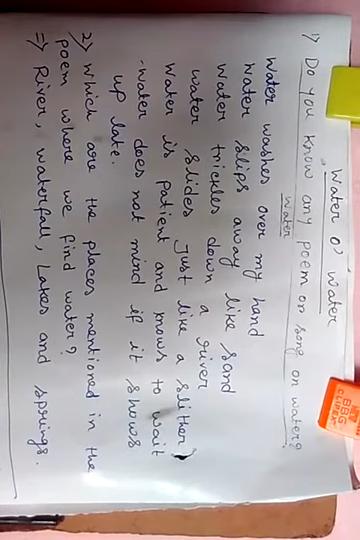 Water O' Water
1) Do you know any poem on song on water?
Water
Water washes over my hand
Water slips away like sand
Water trickles down a river
Water slides just like a slither
Water is patient and knows to wait
-Water does not mind if it shows
up late.
2) Which are the places mentioned in the
poem where we find water?
=> River, waterfall, Lakes and springs.
BBG